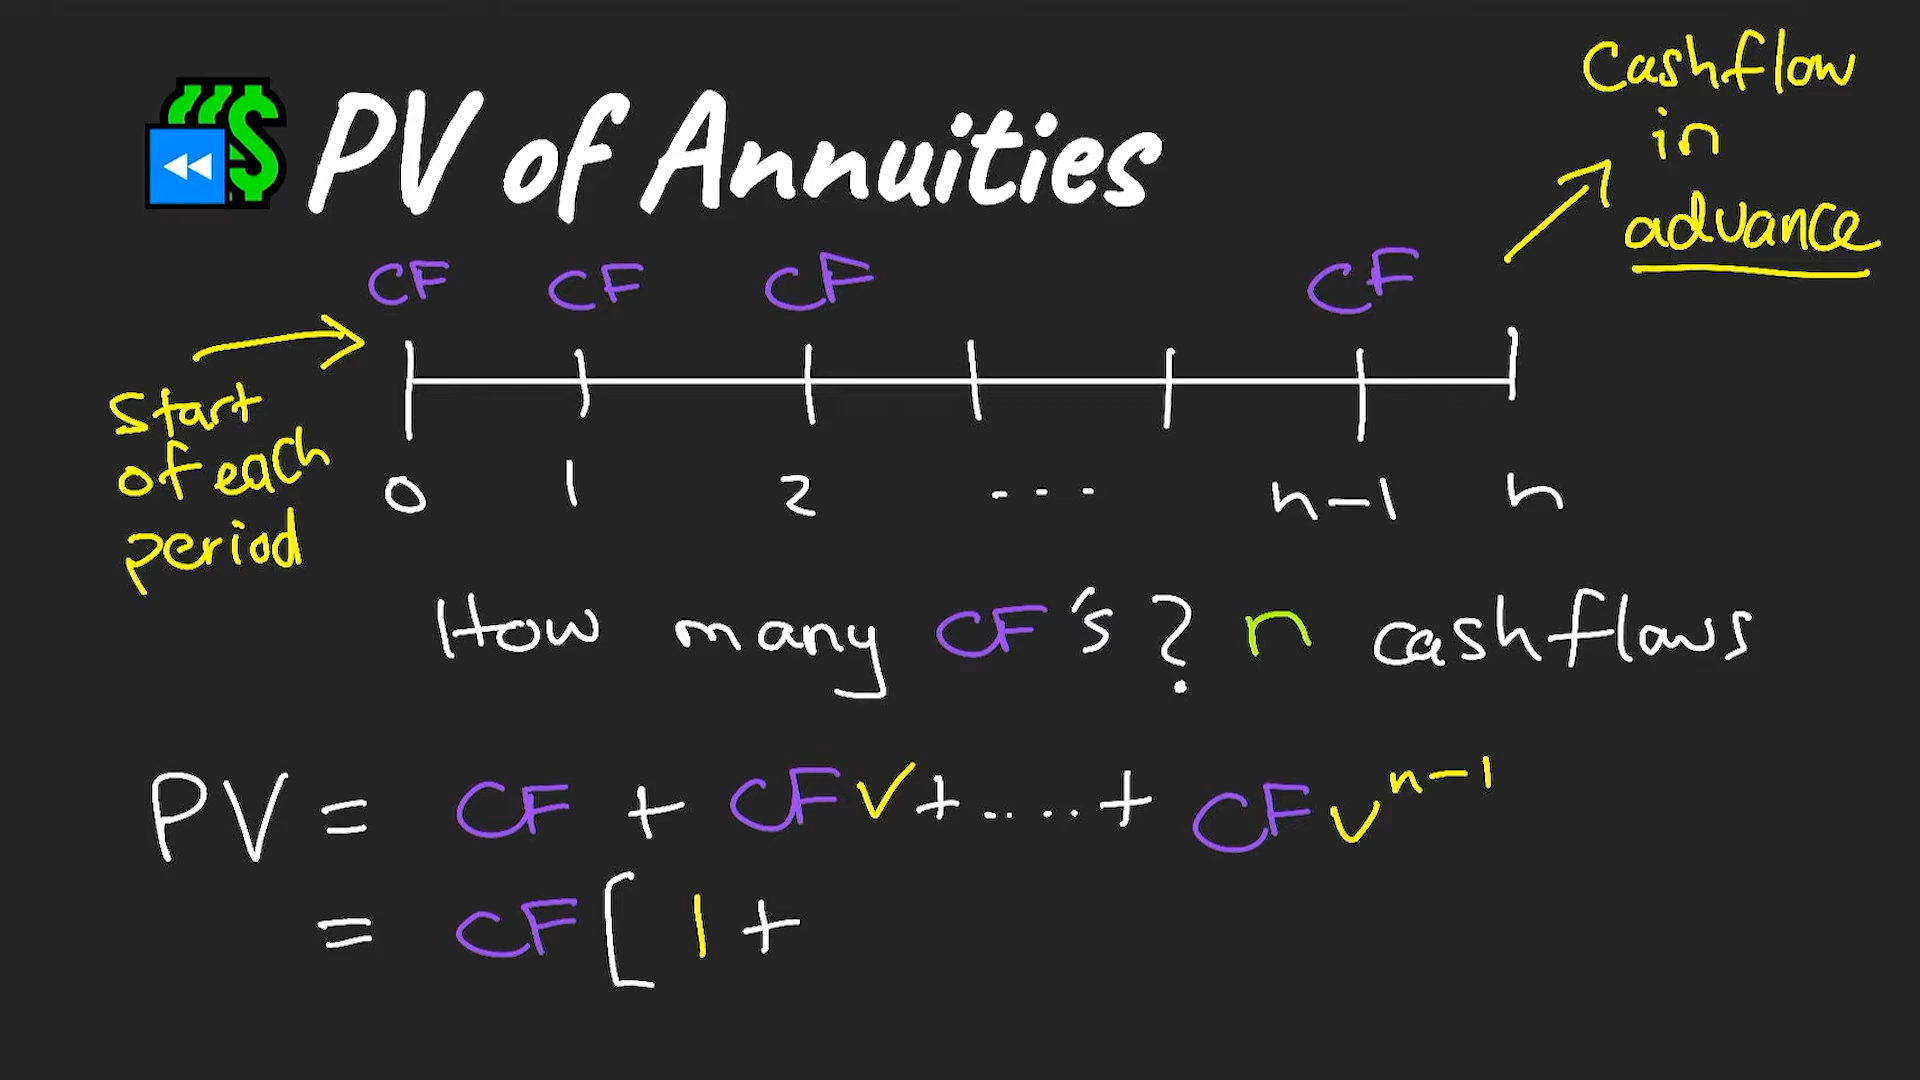 PV of Annuities
Cashflow
in
advance
CF CF CF CF
Start
of each
period
0 1 2 ... n-1 n
How many CF's? n cashflows
PV = CF + CFv + .... + CFv^n-1
= CF [ 1 +